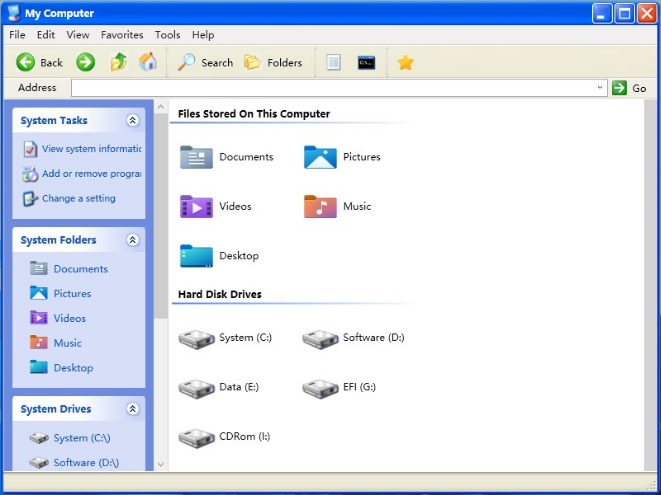 My Computer
File Edit View Favorites Tools Help
Back Search Folders
Address Go
System Tasks
View system informatic
Add or remove progra
Change a setting
System Folders
Documents
Pictures
Videos
Music
Desktop
System Drives
System (C:\)
Software (D:\)
Files Stored On This Computer
Documents Pictures
Videos Music
Desktop
Hard Disk Drives
System (C:) Software (D:)
Data (E:) EFI (G:)
CDRom (I:)